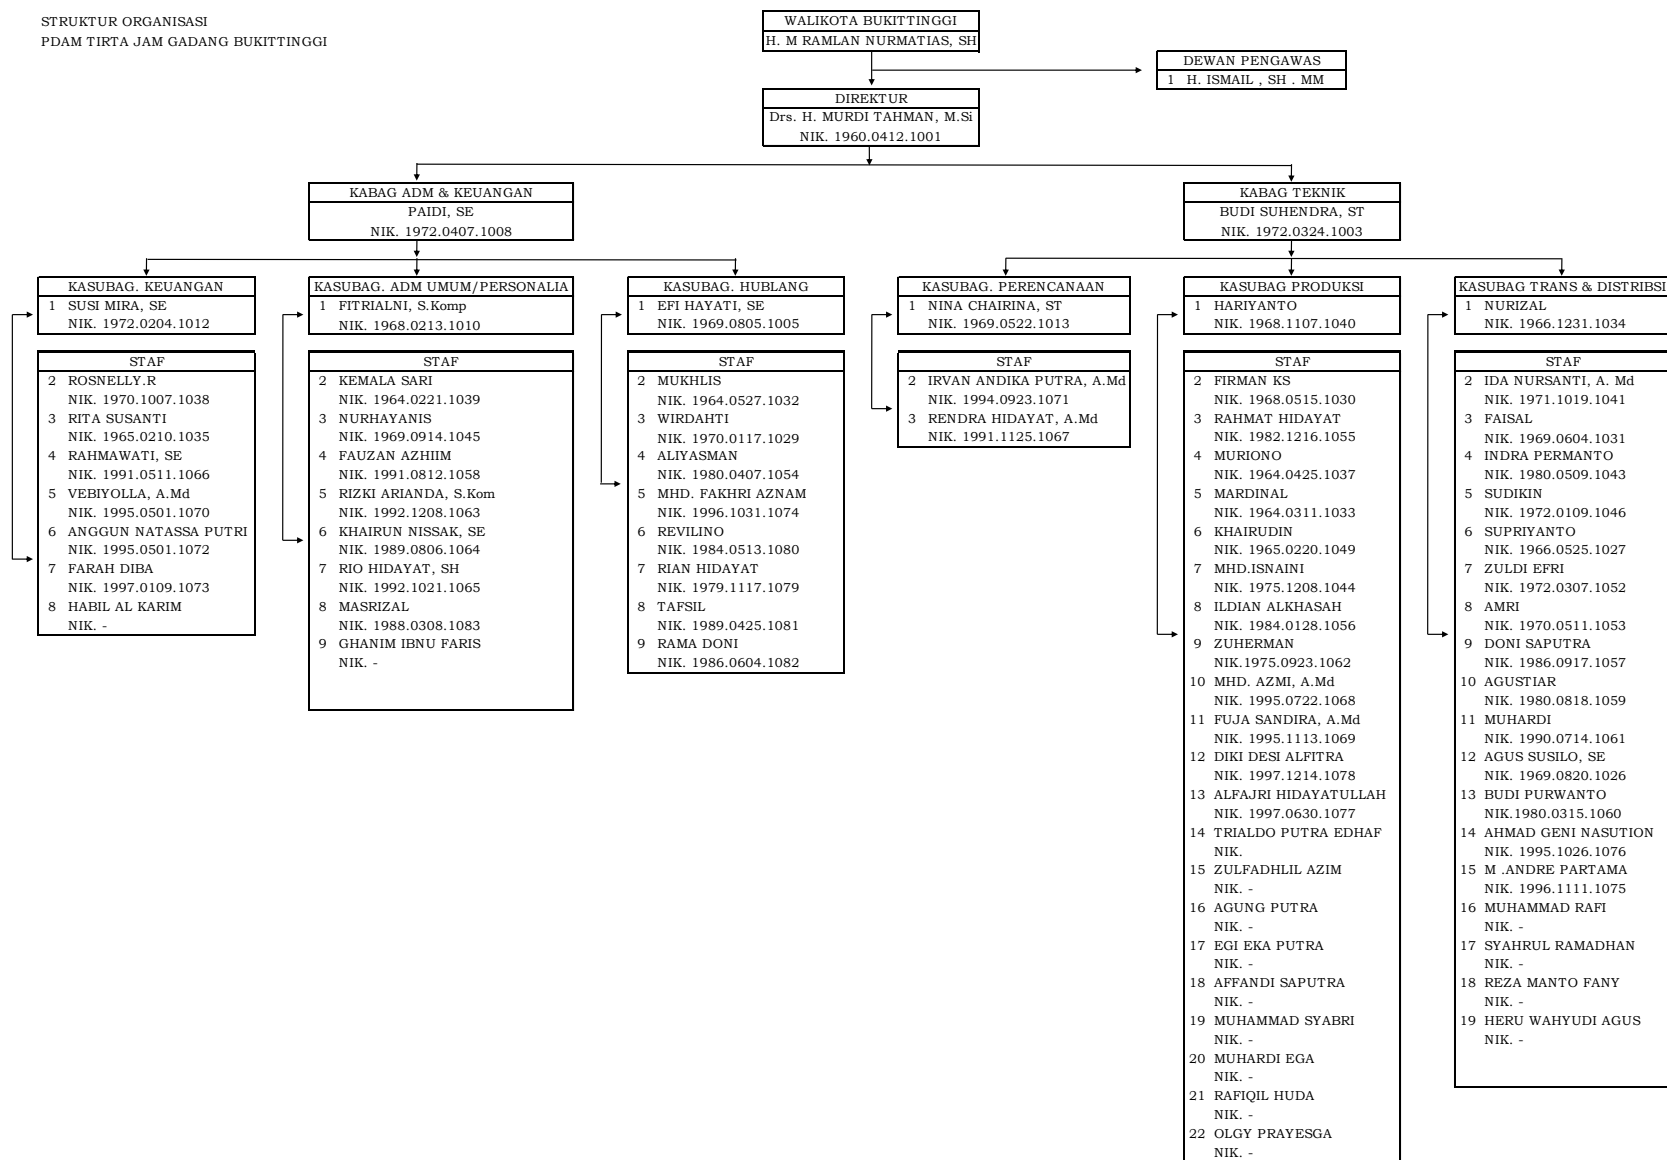 STRUKTUR ORGANISASI
PDAM TIRTA JAM GADANG BUKITTINGGI
WALIKOTA BUKITTINGGI
H. M RAMLAN NURMATIAS, SH
DEWAN PENGAWAS
1 H. ISMAIL , SH . MM
DIREKTUR
Drs. H. MURDI TAHMAN, M.Si
NIK. 1960.0412.1001
KABAG ADM & KEUANGAN
PAIDI, SE
NIK. 1972.0407.1008
KABAG TEKNIK
BUDI SUHENDRA, ST
NIK. 1972.0324.1003
KASUBAG. KEUANGAN
1 SUSI MIRA, SE
NIK. 1972.0204.1012
STAF
2 ROSNELLY.R
NIK. 1970.1007.1038
3 RITA SUSANTI
NIK. 1965.0210.1035
4 RAHMAWATI, SE
NIK. 1991.0511.1066
5 VEBIYOLLA, A.Md
NIK. 1995.0501.1070
6 ANGGUN NATASSA PUTRI
NIK. 1995.0501.1072
7 FARAH DIBA
NIK. 1997.0109.1073
8 HABIL AL KARIM
NIK. -
KASUBAG. ADM UMUM/PERSONALIA
1 FITRIALNI, S.Komp
NIK. 1968.0213.1010
STAF
2 KEMALA SARI
NIK. 1964.0221.1039
3 NURHAYANIS
NIK. 1969.0914.1045
4 FAUZAN AZHIIM
NIK. 1991.0812.1058
5 RIZKI ARIANDA, S.Kom
NIK. 1992.1208.1063
6 KHAIRUN NISSAK, SE
NIK. 1989.0806.1064
7 RIO HIDAYAT, SH
NIK. 1992.1021.1065
8 MASRIZAL
NIK. 1988.0308.1083
9 GHANIM IBNU FARIS
NIK. -
KASUBAG. HUBLANG
1 EFI HAYATI, SE
NIK. 1969.0805.1005
STAF
2 MUKHLIS
NIK. 1964.0527.1032
3 WIRDAHTI
NIK. 1970.0117.1029
4 ALIYASMAN
NIK. 1980.0407.1054
5 MHD. FAKHRI AZNAM
NIK. 1996.1031.1074
6 REVILINO
NIK. 1984.0513.1080
7 RIAN HIDAYAT
NIK. 1979.1117.1079
8 TAFSIL
NIK. 1989.0425.1081
9 RAMA DONI
NIK. 1986.0604.1082
KASUBAG. PERENCANAAN
1 NINA CHAIRINA, ST
NIK. 1969.0522.1013
STAF
2 IRVAN ANDIKA PUTRA, A.Md
NIK. 1994.0923.1071
3 RENDRA HIDAYAT, A.Md
NIK. 1991.1125.1067
KASUBAG PRODUKSI
1 HARIYANTO
NIK. 1968.1107.1040
STAF
2 FIRMAN KS
NIK. 1968.0515.1030
3 RAHMAT HIDAYAT
NIK. 1982.1216.1055
4 MURIONO
NIK. 1964.0425.1037
5 MARDINAL
NIK. 1964.0311.1033
6 KHAIRUDIN
NIK. 1965.0220.1049
7 MHD.ISNAINI
NIK. 1975.1208.1044
8 ILDIAN ALKHASAH
NIK. 1984.0128.1056
9 ZUHERMAN
NIK.1975.0923.1062
10 MHD. AZMI, A.Md
NIK. 1995.0722.1068
11 FUJA SANDIRA, A.Md
NIK. 1995.1113.1069
12 DIKI DESI ALFITRA
NIK. 1997.1214.1078
13 ALFAJRI HIDAYATULLAH
NIK. 1997.0630.1077
14 TRIALDO PUTRA EDHAF
NIK.
15 ZULFADHLIL AZIM
NIK. -
16 AGUNG PUTRA
NIK. -
17 EGI EKA PUTRA
NIK. -
18 AFFANDI SAPUTRA
NIK. -
19 MUHAMMAD SYABRI
NIK. -
20 MUHARDI EGA
NIK. -
21 RAFIQIL HUDA
NIK. -
22 OLGY PRAYESGA
NIK. -
KASUBAG TRANS & DISTRIBSI
1 NURIZAL
NIK. 1966.1231.1034
STAF
2 IDA NURSANTI, A. Md
NIK. 1971.1019.1041
3 FAISAL
NIK. 1969.0604.1031
4 INDRA PERMANTO
NIK. 1980.0509.1043
5 SUDIKIN
NIK. 1972.0109.1046
6 SUPRIYANTO
NIK. 1966.0525.1027
7 ZULDI EFRI
NIK. 1972.0307.1052
8 AMRI
NIK. 1970.0511.1053
9 DONI SAPUTRA
NIK. 1986.0917.1057
10 AGUSTIAR
NIK. 1980.0818.1059
11 MUHARDI
NIK. 1990.0714.1061
12 AGUS SUSILO, SE
NIK. 1969.0820.1026
13 BUDI PURWANTO
NIK.1980.0315.1060
14 AHMAD GENI NASUTION
NIK. 1995.1026.1076
15 M .ANDRE PARTAMA
NIK. 1996.1111.1075
16 MUHAMMAD RAFI
NIK. -
17 SYAHRUL RAMADHAN
NIK. -
18 REZA MANTO FANY
NIK. -
19 HERU WAHYUDI AGUS
NIK. -